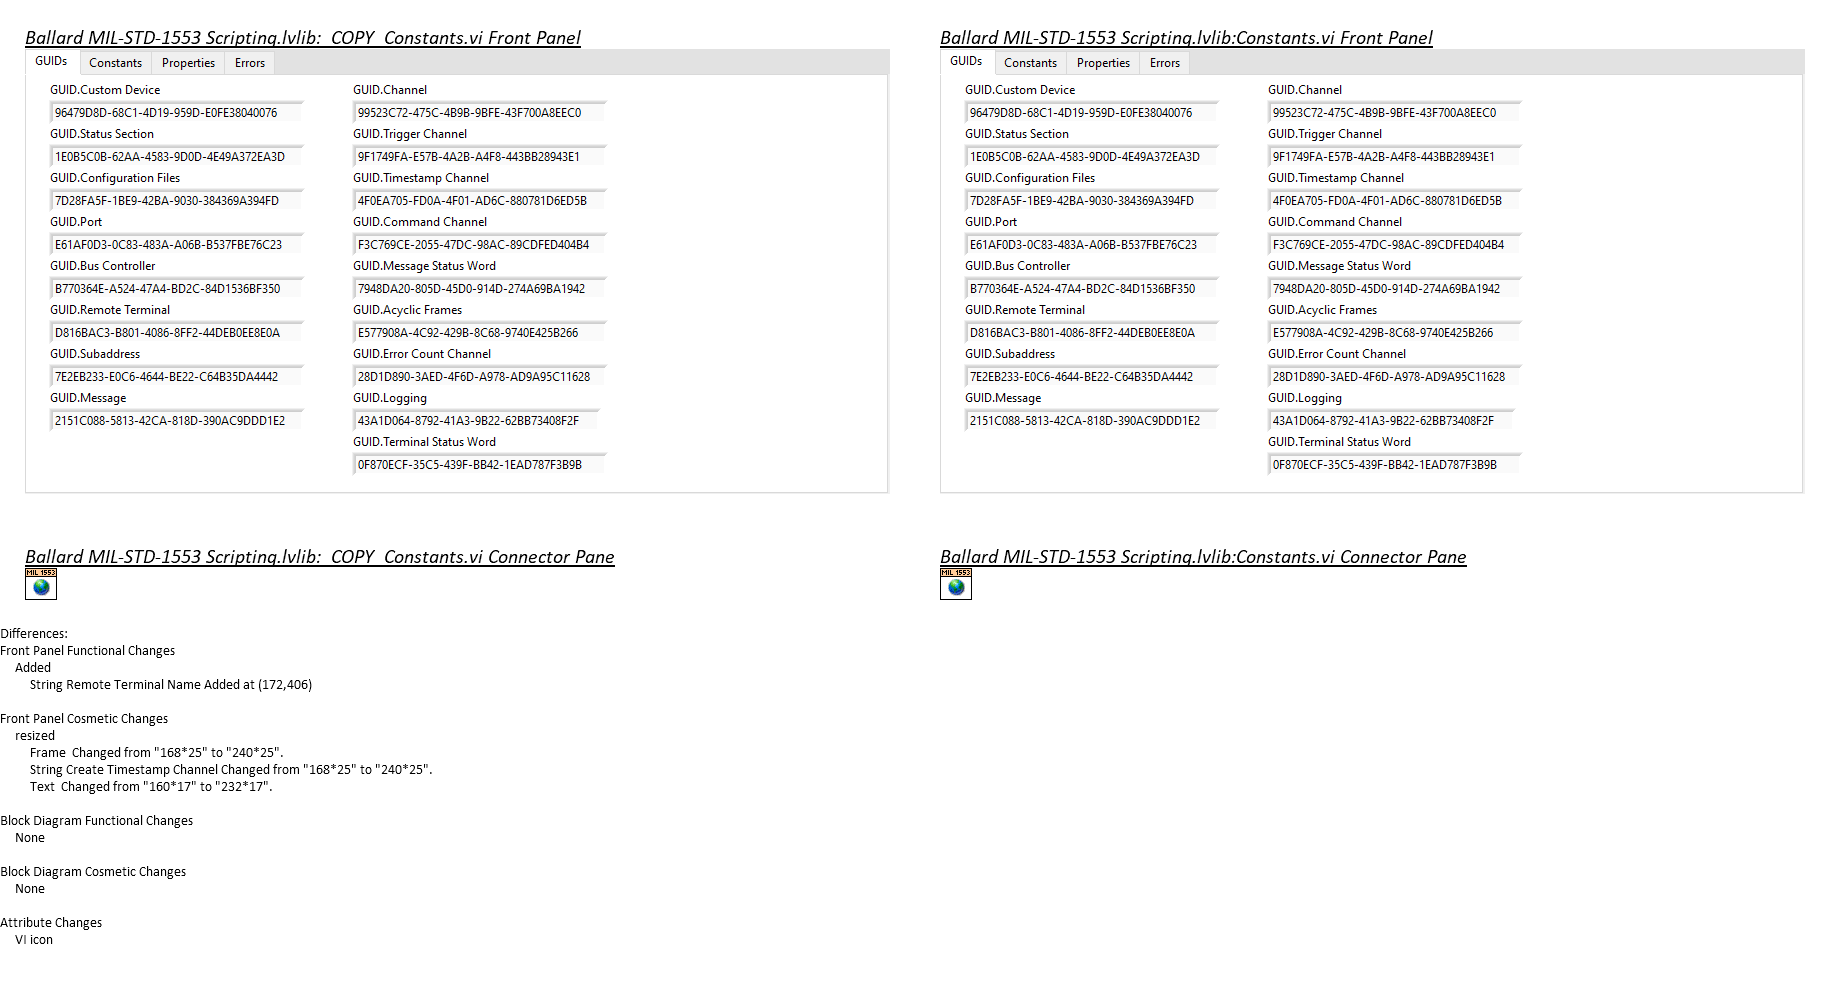 Ballard MIL-STD-1553 Scripting.lvlib:_COPY_Constants.vi Front Panel
GUIDs Constants Properties Errors
GUID.Custom Device GUID.Channel
96479D8D-68C1-4D19-959D-E0FE38040076 99523C72-475C-4B9B-9BFE-43F700A8EEC0
GUID.Status Section GUID.Trigger Channel
1E0B5C0B-62AA-4583-9D0D-4E49A372EA3D 9F1749FA-E57B-4A2B-A4F8-443BB28943E1
GUID.Configuration Files GUID.Timestamp Channel
7D28FA5F-1BE9-42BA-9030-384369A394FD 4F0EA705-FD0A-4F01-AD6C-880781D6ED5B
GUID.Port GUID.Command Channel
E61AF0D3-0C83-483A-A06B-B537FBE76C23 F3C769CE-2055-47DC-98AC-89CDFED404B4
GUID.Bus Controller GUID.Message Status Word
B770364E-A524-47A4-BD2C-84D1536BF350 7948DA20-805D-45D0-914D-274A69BA1942
GUID.Remote Terminal GUID.Acyclic Frames
D816BAC3-B801-4086-8FF2-44DEB0EE8E0A E577908A-4C92-429B-8C68-9740E425B266
GUID.Subaddress GUID.Error Count Channel
7E2EB233-E0C6-4644-BE22-C64B35DA4442 28D1D890-3AED-4F6D-A978-AD9A95C11628
GUID.Message GUID.Logging
2151C088-5813-42CA-818D-390AC9DDD1E2 43A1D064-8792-41A3-9B22-62BB73408F2F
GUID.Terminal Status Word
0F870ECF-35C5-439F-BB42-1EAD787F3B9B
Ballard MIL-STD-1553 Scripting.lvlib:Constants.vi Front Panel
GUIDs Constants Properties Errors
GUID.Custom Device GUID.Channel
96479D8D-68C1-4D19-959D-E0FE38040076 99523C72-475C-4B9B-9BFE-43F700A8EEC0
GUID.Status Section GUID.Trigger Channel
1E0B5C0B-62AA-4583-9D0D-4E49A372EA3D 9F1749FA-E57B-4A2B-A4F8-443BB28943E1
GUID.Configuration Files GUID.Timestamp Channel
7D28FA5F-1BE9-42BA-9030-384369A394FD 4F0EA705-FD0A-4F01-AD6C-880781D6ED5B
GUID.Port GUID.Command Channel
E61AF0D3-0C83-483A-A06B-B537FBE76C23 F3C769CE-2055-47DC-98AC-89CDFED404B4
GUID.Bus Controller GUID.Message Status Word
B770364E-A524-47A4-BD2C-84D1536BF350 7948DA20-805D-45D0-914D-274A69BA1942
GUID.Remote Terminal GUID.Acyclic Frames
D816BAC3-B801-4086-8FF2-44DEB0EE8E0A E577908A-4C92-429B-8C68-9740E425B266
GUID.Subaddress GUID.Error Count Channel
7E2EB233-E0C6-4644-BE22-C64B35DA4442 28D1D890-3AED-4F6D-A978-AD9A95C11628
GUID.Message GUID.Logging
2151C088-5813-42CA-818D-390AC9DDD1E2 43A1D064-8792-41A3-9B22-62BB73408F2F
GUID.Terminal Status Word
0F870ECF-35C5-439F-BB42-1EAD787F3B9B
Ballard MIL-STD-1553 Scripting.lvlib:_COPY_Constants.vi Connector Pane
MIL 1553
Ballard MIL-STD-1553 Scripting.lvlib:Constants.vi Connector Pane
MIL 1553
Differences:
Front Panel Functional Changes
Added
String Remote Terminal Name Added at (172,406)
Front Panel Cosmetic Changes
resized
Frame  Changed from "168*25" to "240*25".
String Create Timestamp Channel Changed from "168*25" to "240*25".
Text  Changed from "160*17" to "232*17".
Block Diagram Functional Changes
None
Block Diagram Cosmetic Changes
None
Attribute Changes
VI icon